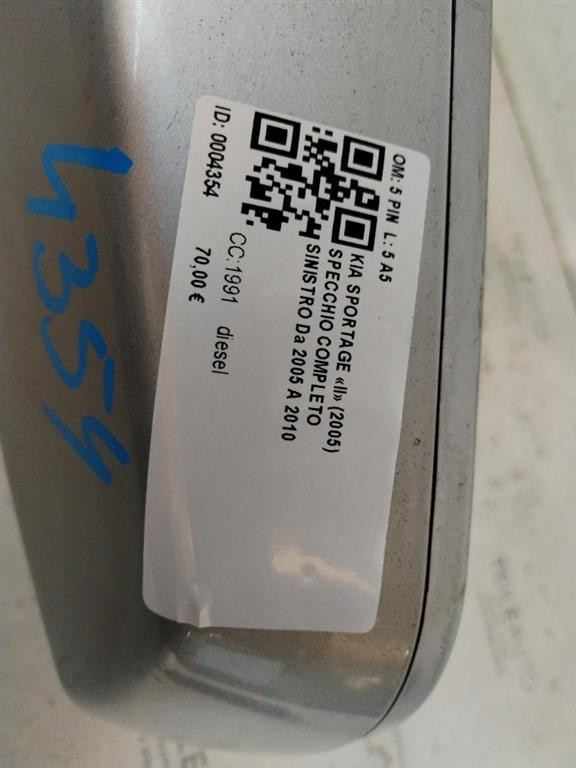 OM: 5 PIN L: 5 A5
KIA SPORTAGE «II» (2005)
SPECCHIO COMPLETO
SINISTRO Da 2005 A 2010
CC:1991 diesel
ID: 0004354
70,00 €
4354